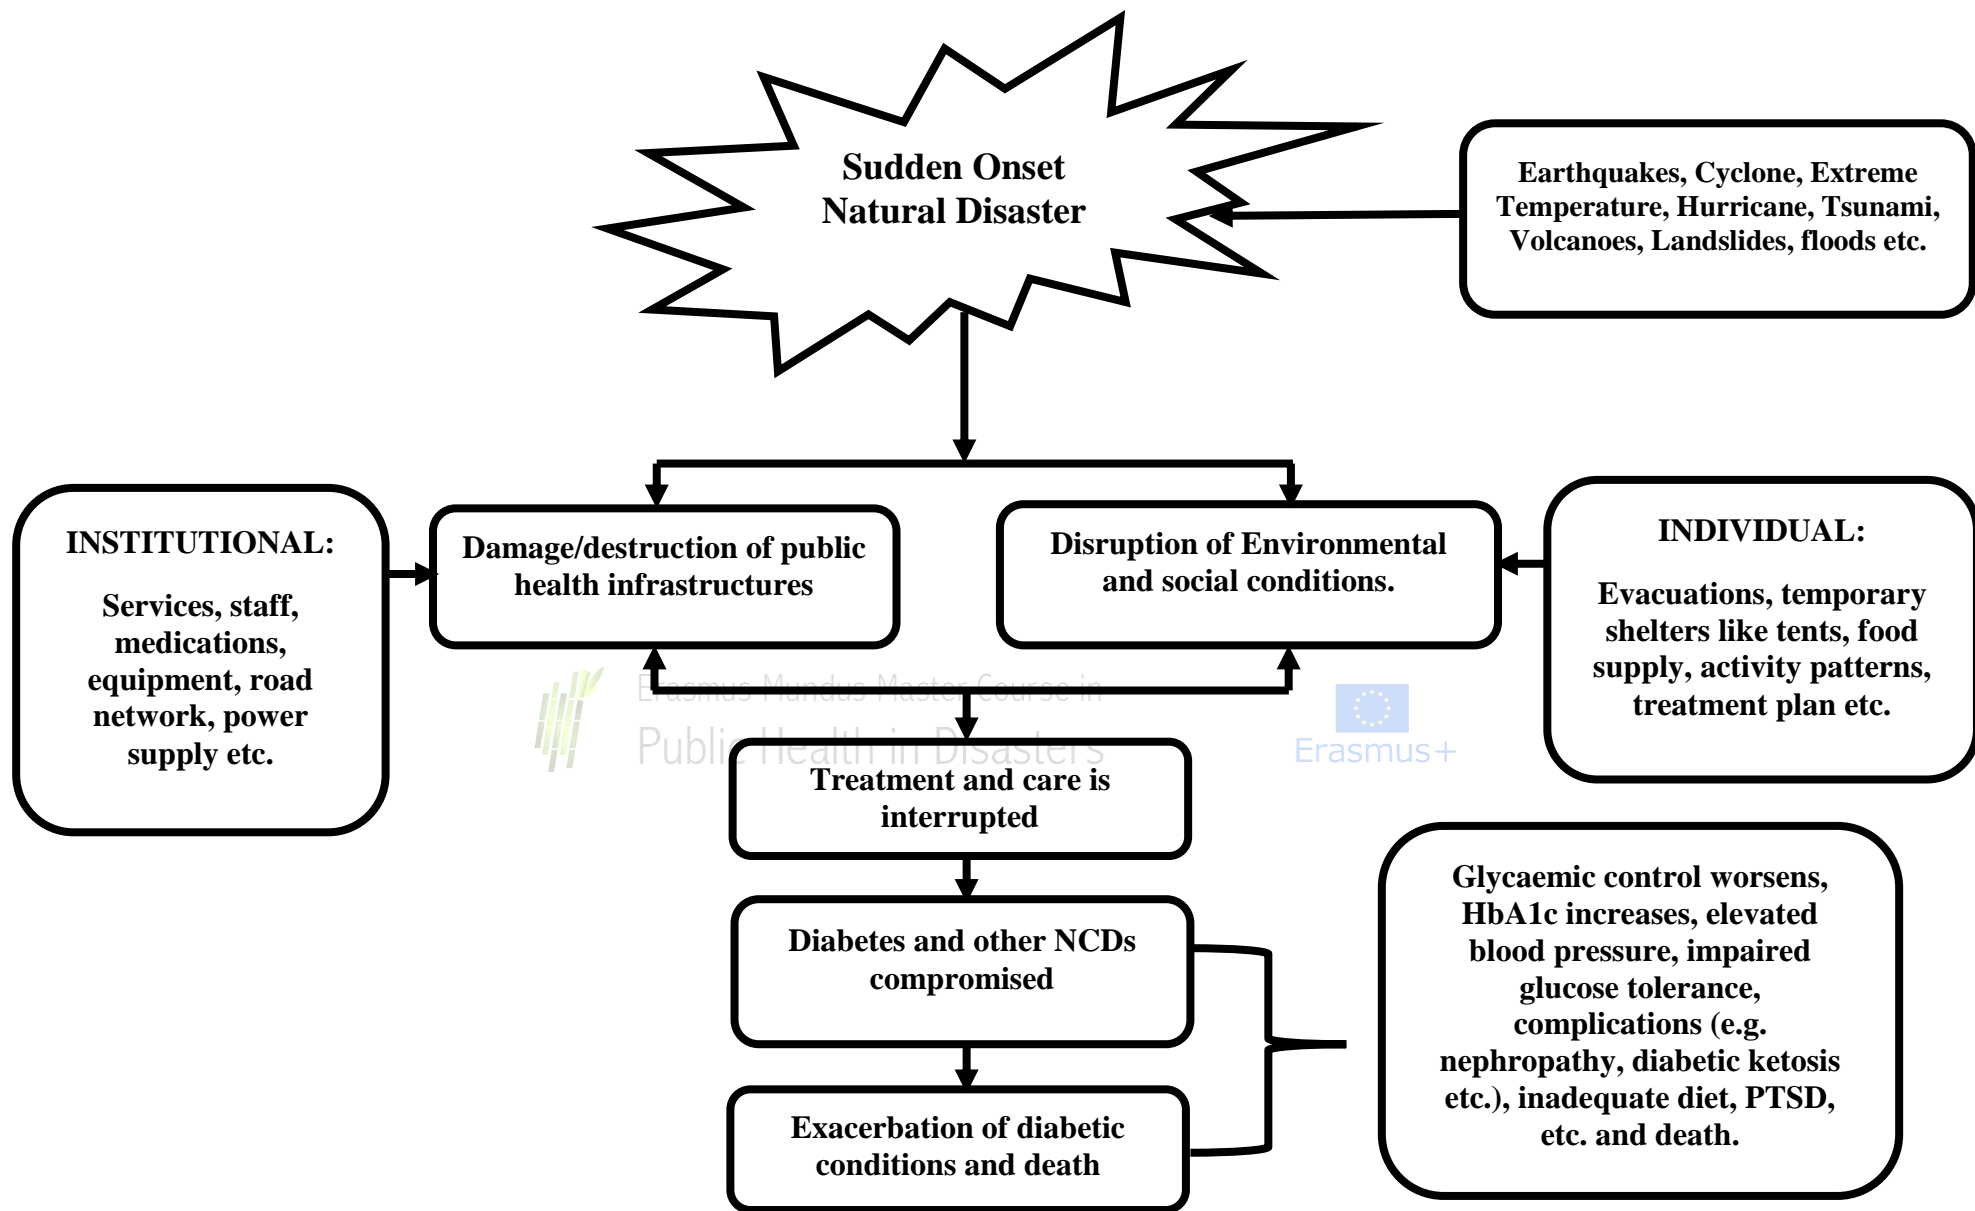 Sudden Onset
Natural Disaster
Earthquakes, Cyclone, Extreme
Temperature, Hurricane, Tsunami,
Volcanoes, Landslides, floods etc.
INSTITUTIONAL:
Services, staff,
medications,
equipment, road
network, power
supply etc.
Damage/destruction of public
health infrastructures
Disruption of Environmental
and social conditions.
INDIVIDUAL:
Evacuations, temporary
shelters like tents, food
supply, activity patterns,
treatment plan etc.
Erasmus Mundus Master Course in
Public Health in Disasters
Erasmus+
Treatment and care is
interrupted
Diabetes and other NCDs
compromised
Exacerbation of diabetic
conditions and death
Glycaemic control worsens,
HbA1c increases, elevated
blood pressure, impaired
glucose tolerance,
complications (e.g.
nephropathy, diabetic ketosis
etc.), inadequate diet, PTSD,
etc. and death.